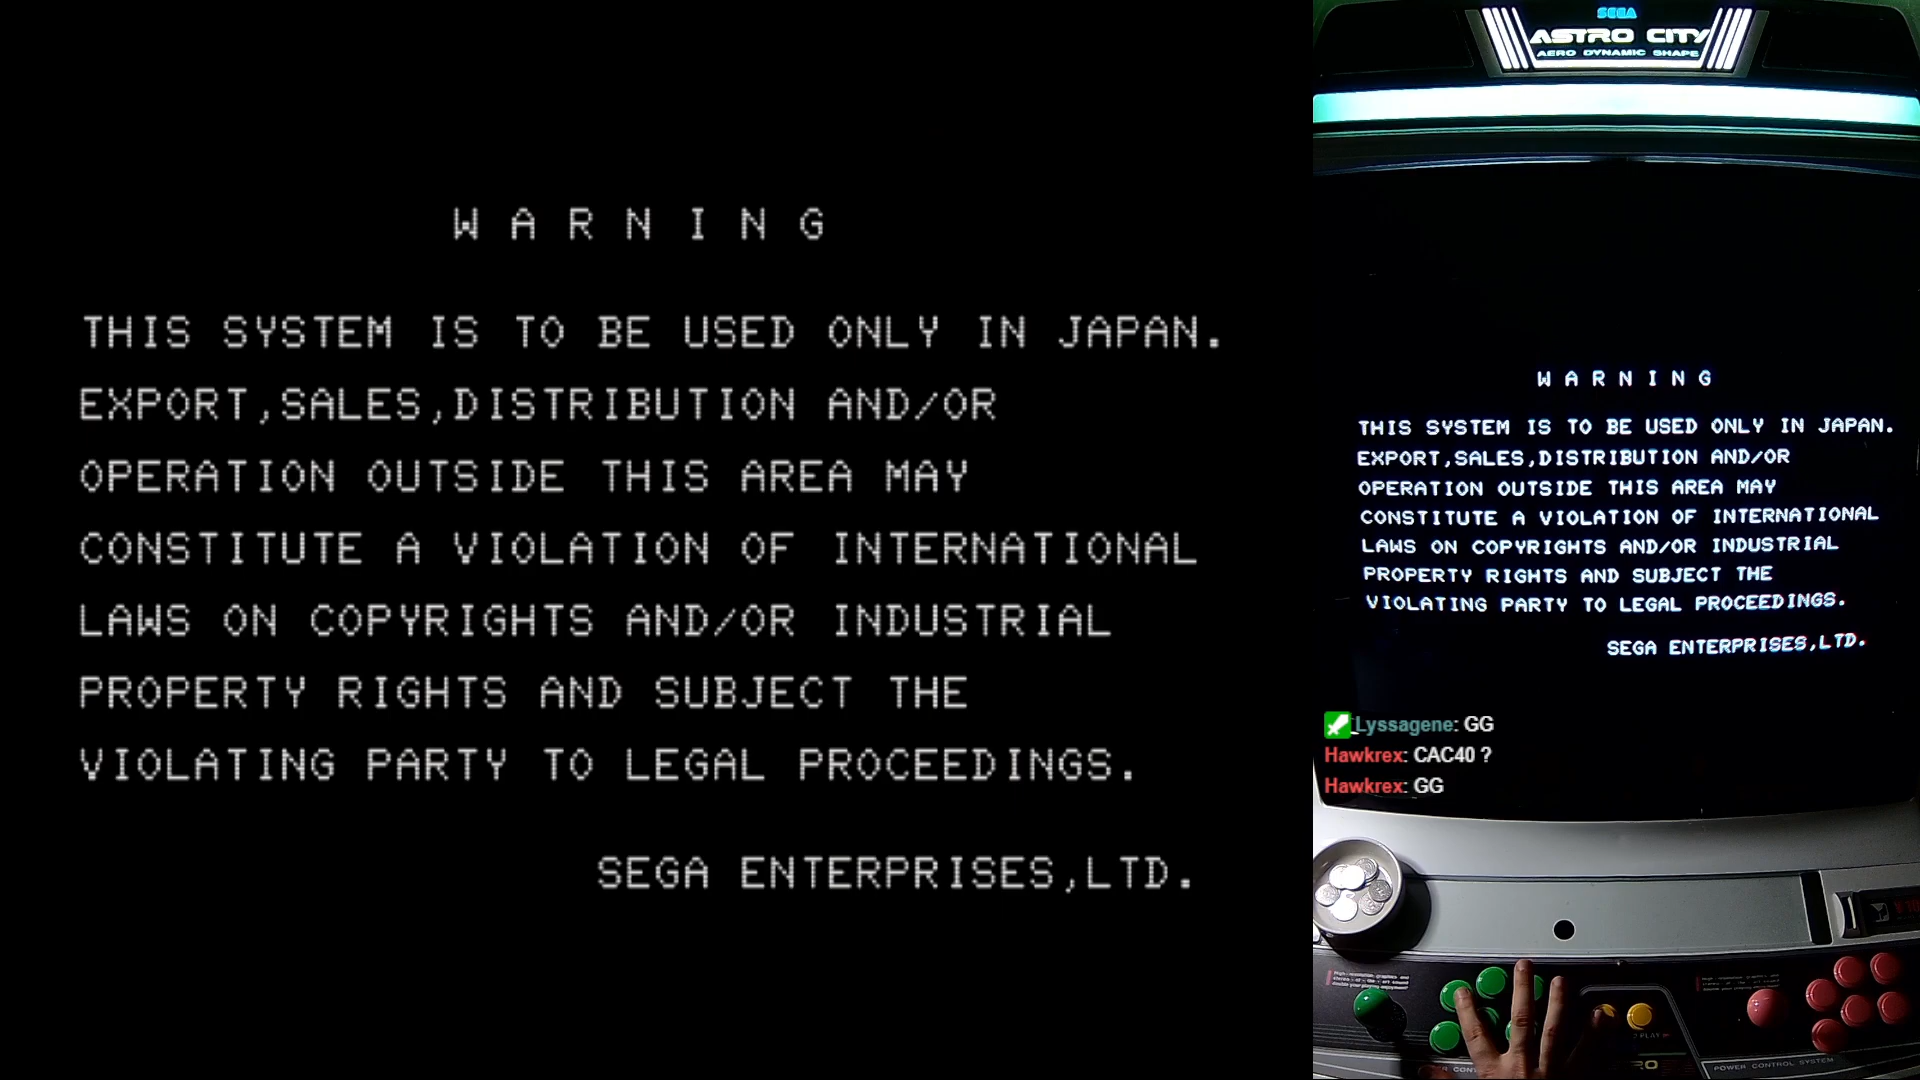 W A R N I N G
THIS SYSTEM IS TO BE USED ONLY IN JAPAN.
EXPORT,SALES,DISTRIBUTION AND/OR
OPERATION OUTSIDE THIS AREA MAY
CONSTITUTE A VIOLATION OF INTERNATIONAL
LAWS ON COPYRIGHTS AND/OR INDUSTRIAL
PROPERTY RIGHTS AND SUBJECT THE
VIOLATING PARTY TO LEGAL PROCEEDINGS.
SEGA ENTERPRISES,LTD.
SEGA
ASTRO CITY
AERO DYNAMIC SHAPE
W A R N I N G
THIS SYSTEM IS TO BE USED ONLY IN JAPAN.
EXPORT,SALES,DISTRIBUTION AND/OR
OPERATION OUTSIDE THIS AREA MAY
CONSTITUTE A VIOLATION OF INTERNATIONAL
LAWS ON COPYRIGHTS AND/OR INDUSTRIAL
PROPERTY RIGHTS AND SUBJECT THE
VIOLATING PARTY TO LEGAL PROCEEDINGS.
SEGA ENTERPRISES,LTD.
Lyssagene: GG
Hawkrex: CAC40 ?
Hawkrex: GG
POWER CONTROL SYSTEM